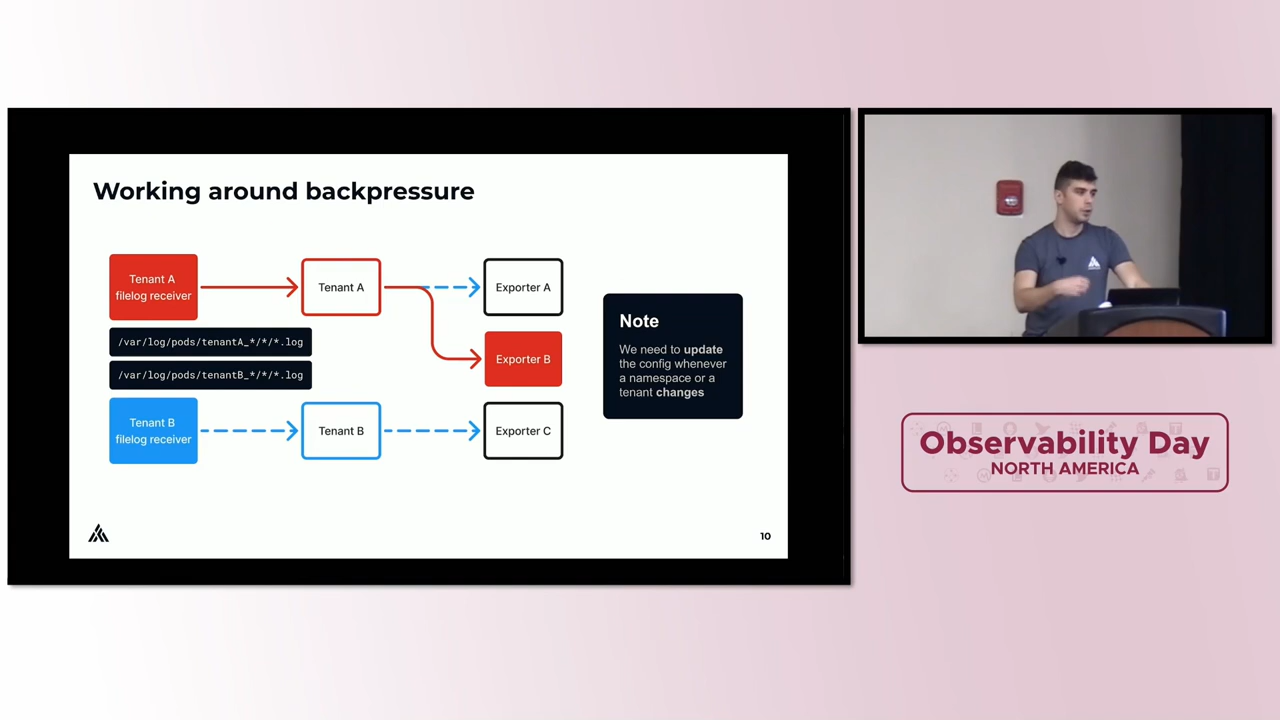 Working around backpressure
Tenant A
filelog receiver
Tenant A
Exporter A
/var/log/pods/tenantA_*/*/*.log
/var/log/pods/tenantB_*/*/*.log
Exporter B
Tenant B
filelog receiver
Tenant B
Exporter C
Note
We need to update
the config whenever
a namespace or a
tenant changes
10
Observability Day
NORTH AMERICA